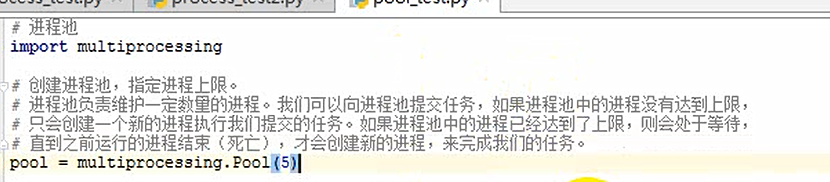 process_test2.py
pool_test.py
# 进程池
import multiprocessing
# 创建进程池，指定进程上限。
# 进程池负责维护一定数量的进程。我们可以向进程池提交任务，如果进程池中的进程没有达到上限，
# 只会创建一个新的进程执行我们提交的任务。如果进程池中的进程已经达到了上限，则会处于等待，
# 直到之前运行的进程结束（死亡），才会创建新的进程，来完成我们的任务。
pool = multiprocessing.Pool(5)